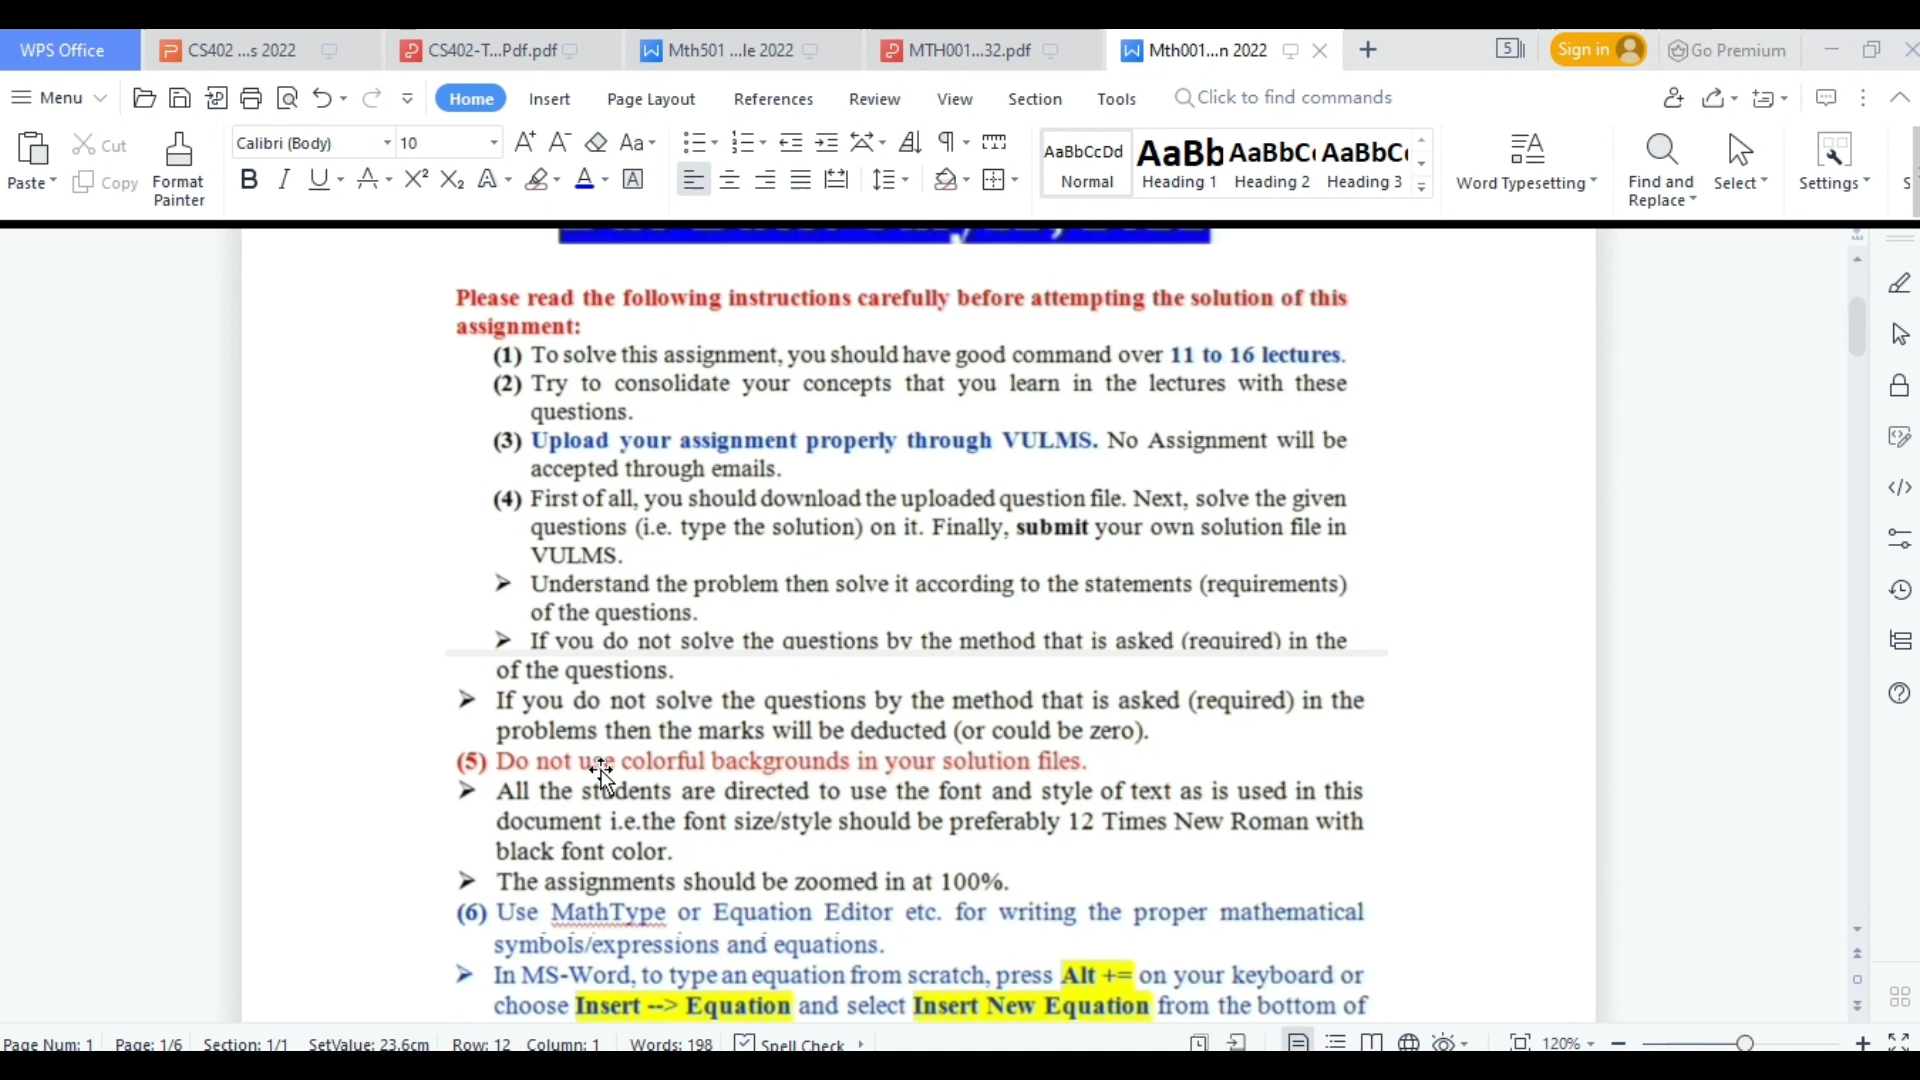 WPS Office CS402 ...s 2022 CS402-T...Pdf.pdf Mth501 ...le 2022 MTH001...32.pdf Mth001...n 2022 5 Sign in Go Premium
Menu Home Insert Page Layout References Review View Section Tools Click to find commands
Paste Cut Copy Format Painter Calibri (Body) 10 AaBbCcDd Normal AaBb Heading 1 AaBbC Heading 2 AaBbC Heading 3 Word Typesetting Find and Replace Select Settings S
Please read the following instructions carefully before attempting the solution of this
assignment:
(1) To solve this assignment, you should have good command over 11 to 16 lectures.
(2) Try to consolidate your concepts that you learn in the lectures with these
questions.
(3) Upload your assignment properly through VULMS. No Assignment will be
accepted through emails.
(4) First of all, you should download the uploaded question file. Next, solve the given
questions (i.e. type the solution) on it. Finally, submit your own solution file in
VULMS.
➢ Understand the problem then solve it according to the statements (requirements)
of the questions.
➢ If you do not solve the questions by the method that is asked (required) in the
of the questions.
➢ If you do not solve the questions by the method that is asked (required) in the
problems then the marks will be deducted (or could be zero).
(5) Do not use colorful backgrounds in your solution files.
➢ All the students are directed to use the font and style of text as is used in this
document i.e.the font size/style should be preferably 12 Times New Roman with
black font color.
➢ The assignments should be zoomed in at 100%.
(6) Use MathType or Equation Editor etc. for writing the proper mathematical
symbols/expressions and equations.
➢ In MS-Word, to type an equation from scratch, press Alt += on your keyboard or
choose Insert --> Equation and select Insert New Equation from the bottom of
Page Num: 1 Page: 1/6 Section: 1/1 SetValue: 23.6cm Row: 12 Column: 1 Words: 198 Spell Check 120%